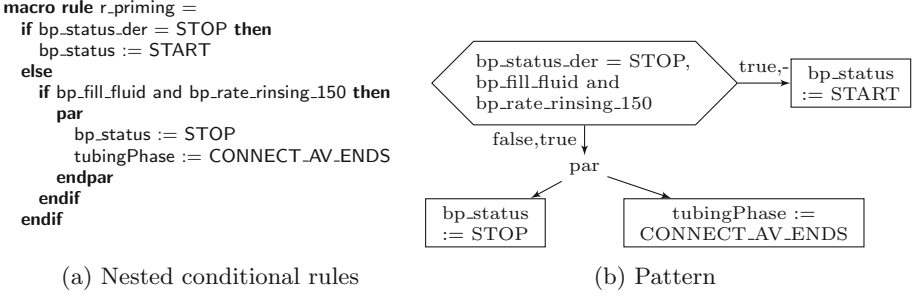 macro rule r_priming =
if bp_status_der = STOP then
bp_status := START
else
if bp_fill_fluid and bp_rate_rinsing_150 then
par
bp_status := STOP
tubingPhase := CONNECT_AV_ENDS
endpar
endif
endif
(a) Nested conditional rules
bp_status_der = STOP,
bp_fill_fluid and
bp_rate_rinsing_150
true,-
bp_status
:= START
false,true
par
bp_status
:= STOP
tubingPhase :=
CONNECT_AV_ENDS
(b) Pattern